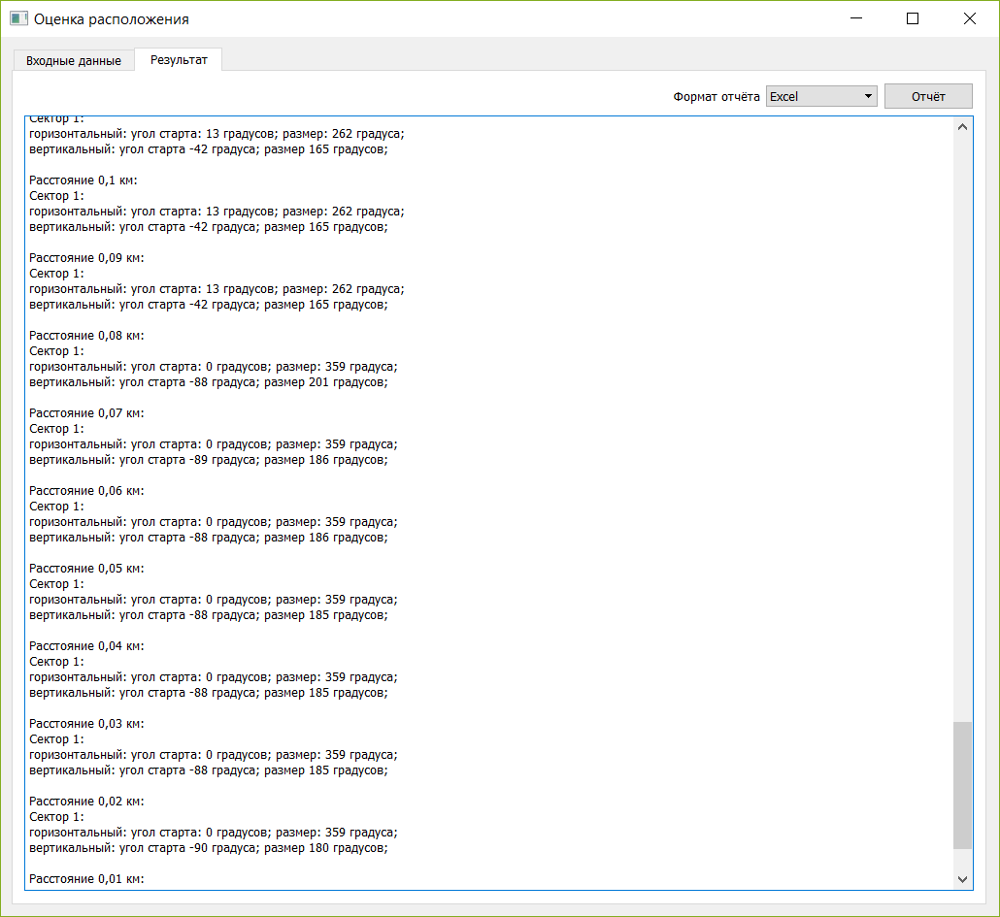 Оценка расположения
Входные данные
Результат
Формат отчёта
Excel
Отчёт
Сектор 1:
горизонтальный: угол старта: 13 градусов; размер: 262 градуса;
вертикальный: угол старта -42 градуса; размер 165 градусов;
Расстояние 0,1 км:
Сектор 1:
горизонтальный: угол старта: 13 градусов; размер: 262 градуса;
вертикальный: угол старта -42 градуса; размер 165 градусов;
Расстояние 0,09 км:
Сектор 1:
горизонтальный: угол старта: 13 градусов; размер: 262 градуса;
вертикальный: угол старта -42 градуса; размер 165 градусов;
Расстояние 0,08 км:
Сектор 1:
горизонтальный: угол старта: 0 градусов; размер: 359 градуса;
вертикальный: угол старта -88 градуса; размер 201 градусов;
Расстояние 0,07 км:
Сектор 1:
горизонтальный: угол старта: 0 градусов; размер: 359 градуса;
вертикальный: угол старта -89 градуса; размер 186 градусов;
Расстояние 0,06 км:
Сектор 1:
горизонтальный: угол старта: 0 градусов; размер: 359 градуса;
вертикальный: угол старта -88 градуса; размер 186 градусов;
Расстояние 0,05 км:
Сектор 1:
горизонтальный: угол старта: 0 градусов; размер: 359 градуса;
вертикальный: угол старта -88 градуса; размер 185 градусов;
Расстояние 0,04 км:
Сектор 1:
горизонтальный: угол старта: 0 градусов; размер: 359 градуса;
вертикальный: угол старта -88 градуса; размер 185 градусов;
Расстояние 0,03 км:
Сектор 1:
горизонтальный: угол старта: 0 градусов; размер: 359 градуса;
вертикальный: угол старта -88 градуса; размер 185 градусов;
Расстояние 0,02 км:
Сектор 1:
горизонтальный: угол старта: 0 градусов; размер: 359 градуса;
вертикальный: угол старта -90 градуса; размер 180 градусов;
Расстояние 0,01 км: